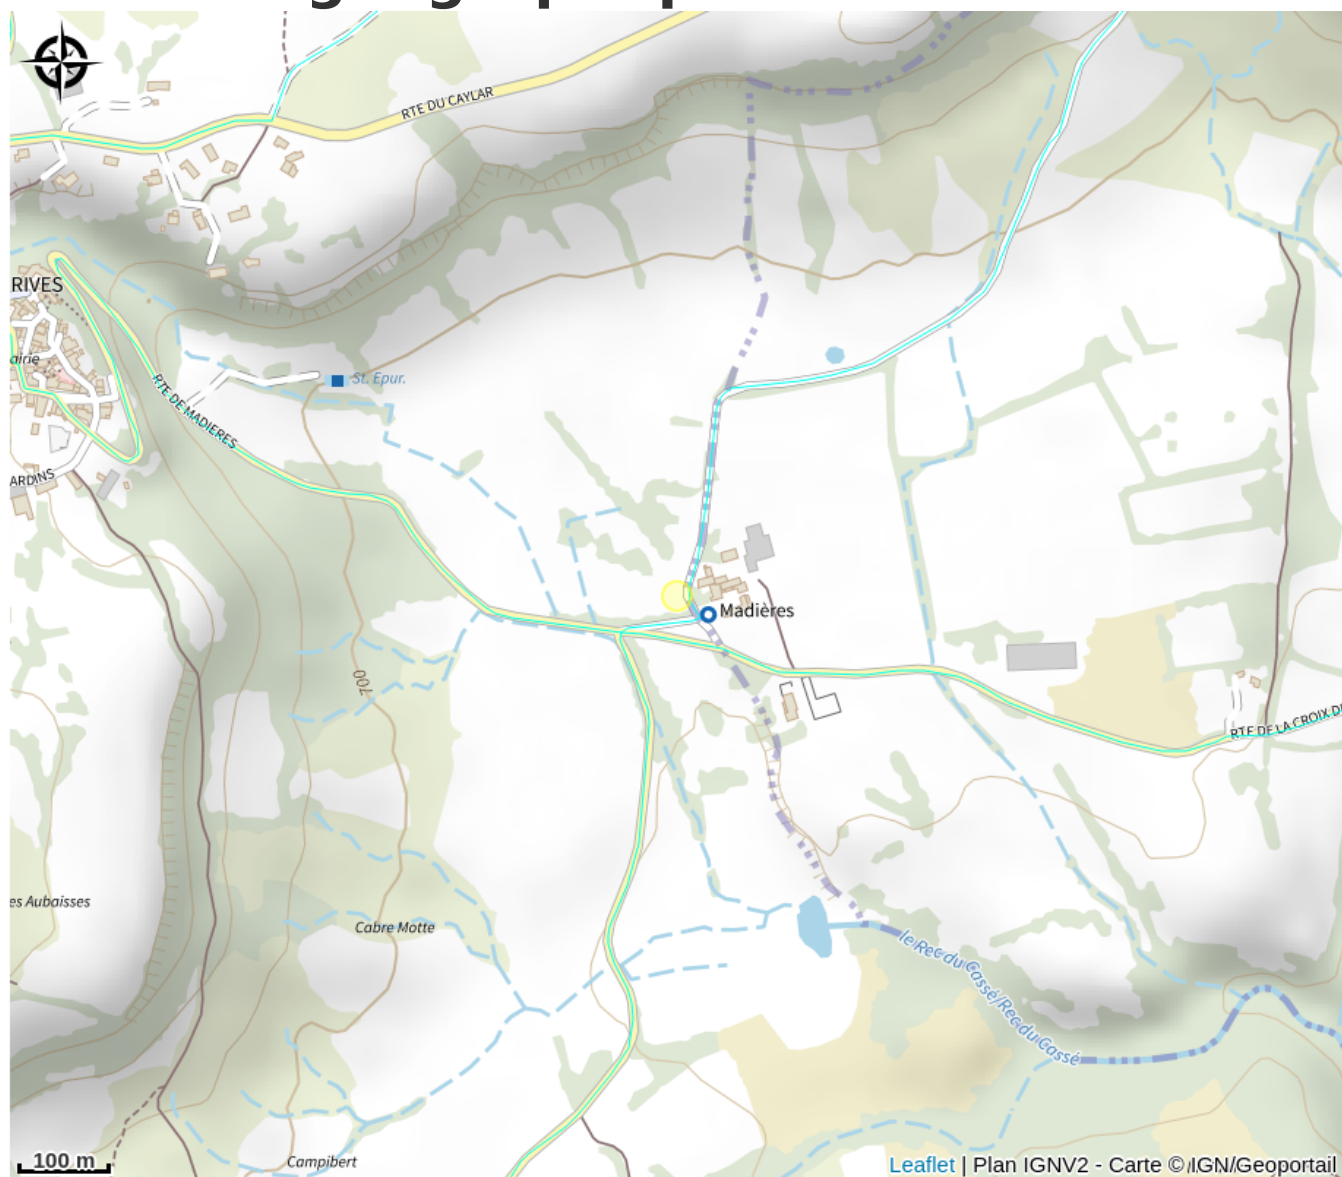 RTE DU CAYLAR
RIVES
airie
St. Epur.
RTE DE MADIERES
ARDINS
Madières
700
RTE DE LA CROIX DE
es Aubaisses
Cabre Motte
le Rec du Cassé/Rec du Cassé
Campibert
100 m
Leaflet | Plan IGNV2 - Carte © IGN/Geoportail